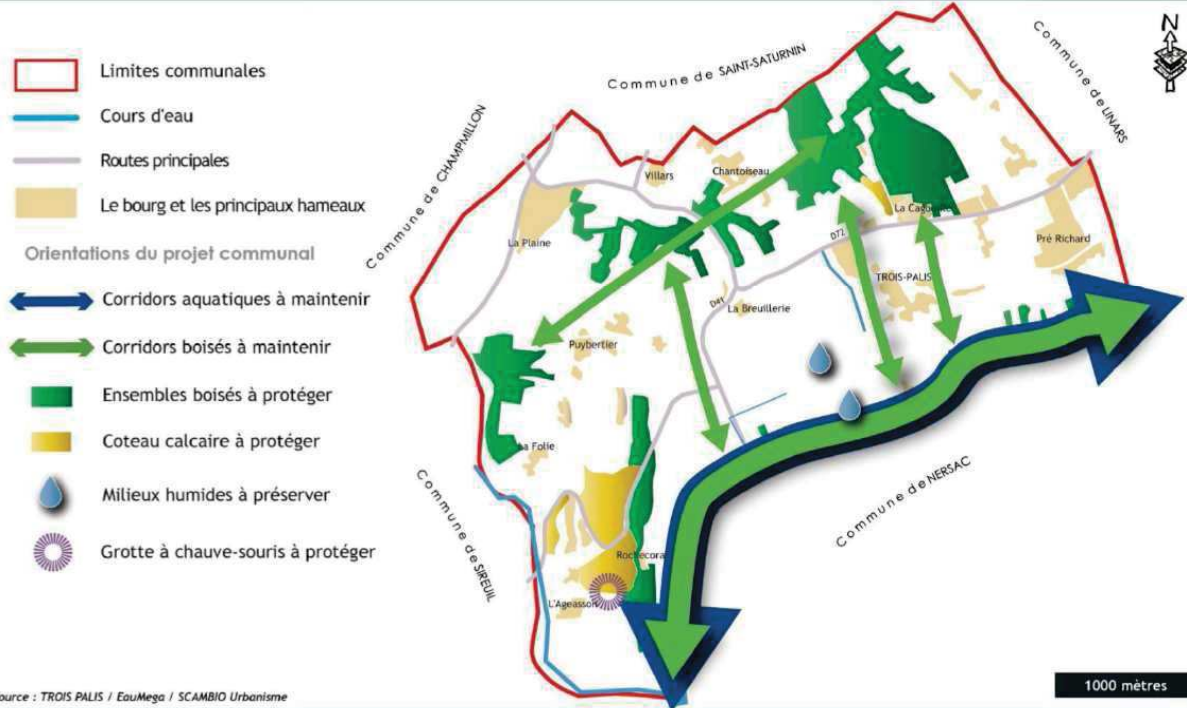 Limites communales
Cours d'eau
Routes principales
Le bourg et les principaux hameaux
Orientations du projet communal
Corridors aquatiques à maintenir
Corridors boisés à maintenir
Ensembles boisés à protéger
Coteau calcaire à protéger
Milieux humides à préserver
Grotte à chauve-souris à protéger
ource : TROIS PALIS / EauMega / SCAMBIO Urbanisme
N
Commune de SAINT-SATURNIN
Commune de LINARS
Commune de CHAMPMILLON
Villars
Chantoiseau
La Plaine
D72
Pré Richard
TROIS-PALIS
D41
La Breuillerie
Puybertier
La Folie
Commune de NERSAC
Commune de SIREUIL
L'Ageasson
1000 mètres